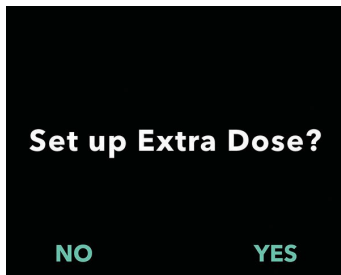 Set up Extra Dose?
NO YES